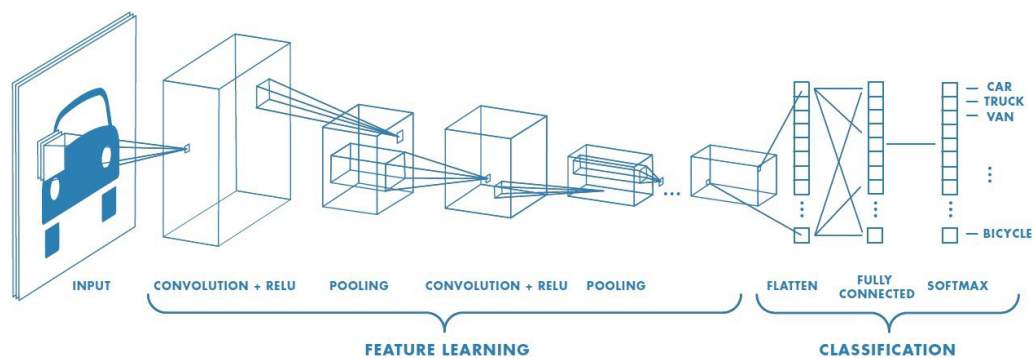 CAR
TRUCK
VAN
BICYCLE
INPUT
CONVOLUTION + RELU
POOLING
CONVOLUTION + RELU
POOLING
FLATTEN
FULLY
CONNECTED
SOFTMAX
FEATURE LEARNING
CLASSIFICATION